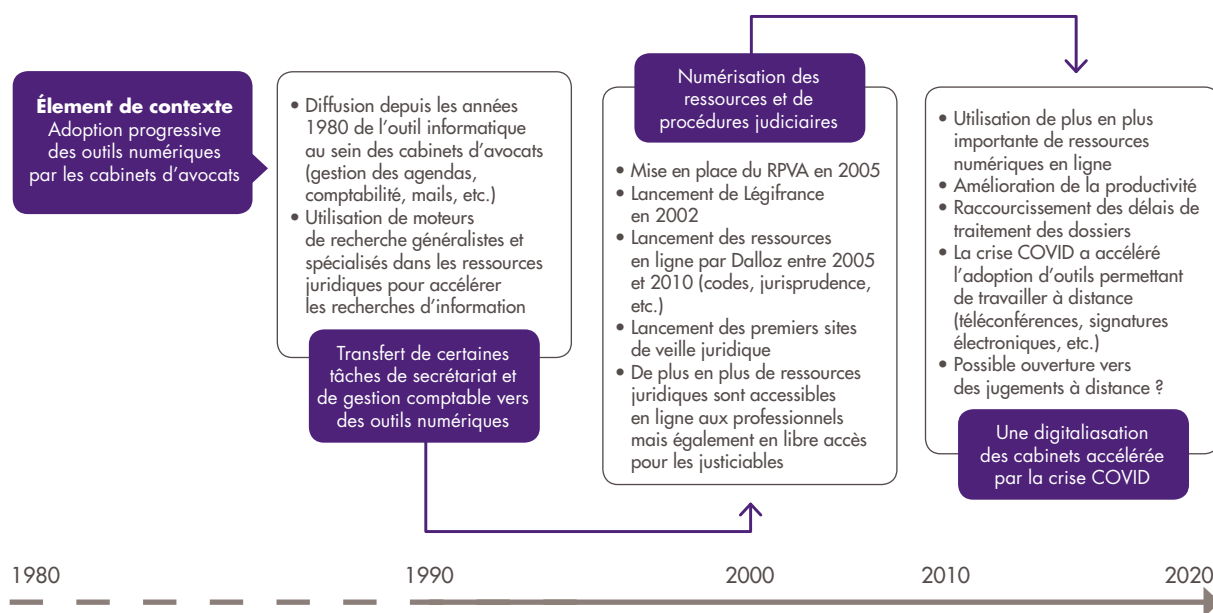 Élement de contexte
Adoption progressive
des outils numériques
par les cabinets d’avocats
• Diffusion depuis les années
1980 de l’outil informatique
au sein des cabinets d’avocats
(gestion des agendas,
comptabilité, mails, etc.)
• Utilisation de moteurs
de recherche généralistes et
spécialisés dans les ressources
juridiques pour accélérer
les recherches d’information
Transfert de certaines
tâches de secrétariat et
de gestion comptable vers
des outils numériques
Numérisation des
ressources et de
procédures judiciaires
• Mise en place du RPVA en 2005
• Lancement de Légifrance
en 2002
• Lancement des ressources
en ligne par Dalloz entre 2005
et 2010 (codes, jurisprudence,
etc.)
• Lancement des premiers sites
de veille juridique
• De plus en plus de ressources
juridiques sont accessibles
en ligne aux professionnels
mais également en libre accès
pour les justiciables
• Utilisation de plus en plus
importante de ressources
numériques en ligne
• Amélioration de la productivité
• Raccourcissement des délais de
traitement des dossiers
• La crise COVID a accéléré
l’adoption d’outils permettant
de travailler à distance
(téléconférences, signatures
électroniques, etc.)
• Possible ouverture vers
des jugements à distance ?
Une digitaliasation
des cabinets accélérée
par la crise COVID
1980
1990
2000
2010
2020